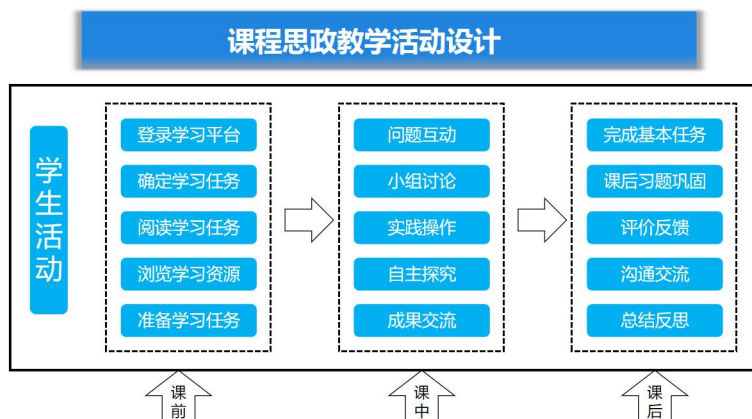 课程思政教学活动设计
学生活动
登录学习平台
确定学习任务
阅读学习任务
浏览学习资源
准备学习任务
问题互动
小组讨论
实践操作
自主探究
成果交流
完成基本任务
课后习题巩固
评价反馈
沟通交流
总结反思
课前
课中
课后